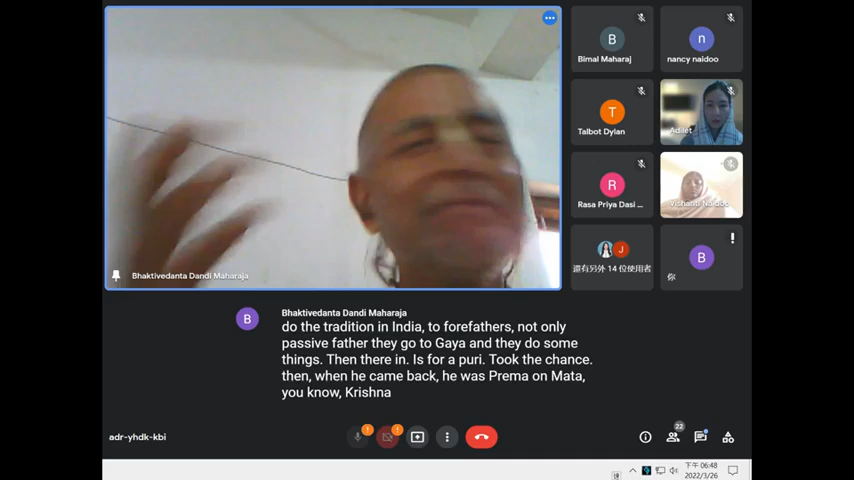 B
Bimal Maharaj
n
nancy naidoo
T
Talbot Dylan
Adilet
R
Rasa Priya Dasi ...
Vishanti Naidoo
J
還有另外 14 位使用者
B
你
Bhaktivedanta Dandi Maharaja
B
Bhaktivedanta Dandi Maharaja
do the tradition in India, to forefathers, not only
passive father they go to Gaya and they do some
things. Then there in. Is for a puri. Took the chance.
then, when he came back, he was Prema on Mata,
you know, Krishna
adr-yhdk-kbi
22
下午 06:48
2022/3/26